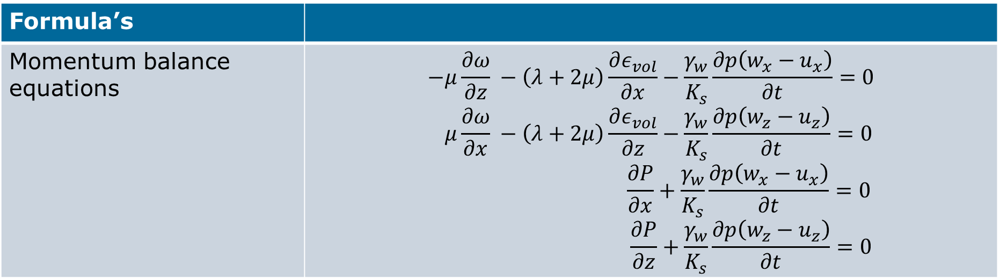 Formula’s
Momentum balance
equations
−μ ∂ω/∂z − (λ + 2μ) ∂ϵ_vol/∂x − γ_w/K_s ∂p(w_x − u_x)/∂t = 0
μ ∂ω/∂x − (λ + 2μ) ∂ϵ_vol/∂z − γ_w/K_s ∂p(w_z − u_z)/∂t = 0
∂P/∂x + γ_w/K_s ∂p(w_x − u_x)/∂t = 0
∂P/∂z + γ_w/K_s ∂p(w_z − u_z)/∂t = 0